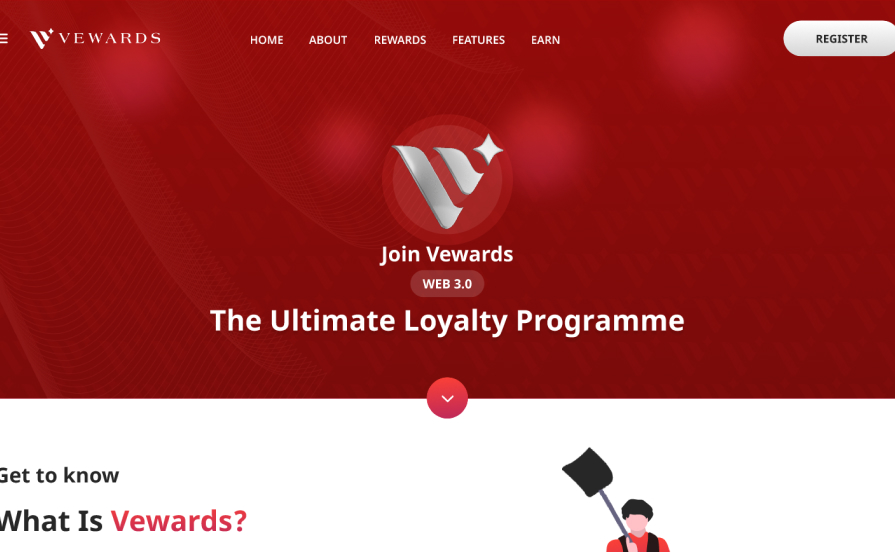 VEWARDS
HOME ABOUT REWARDS FEATURES EARN
REGISTER
Join Vewards
WEB 3.0
The Ultimate Loyalty Programme
Get to know
What Is Vewards?